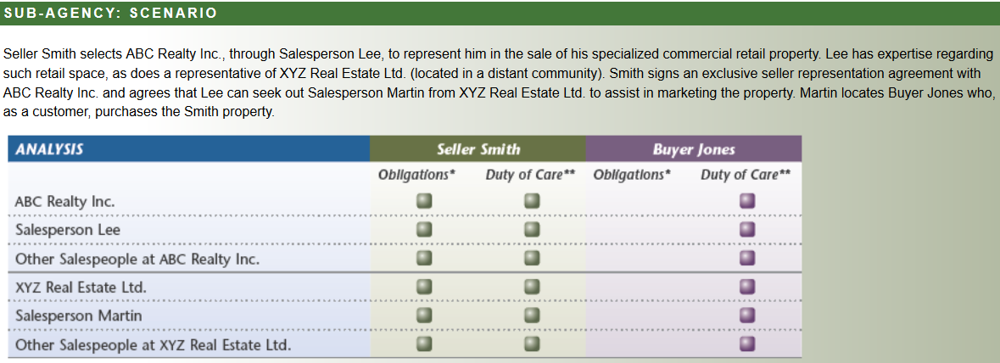 SUB-AGENCY: SCENARIO
Seller Smith selects ABC Realty Inc., through Salesperson Lee, to represent him in the sale of his specialized commercial retail property. Lee has expertise regarding
such retail space, as does a representative of XYZ Real Estate Ltd. (located in a distant community). Smith signs an exclusive seller representation agreement with
ABC Realty Inc. and agrees that Lee can seek out Salesperson Martin from XYZ Real Estate Ltd. to assist in marketing the property. Martin locates Buyer Jones who,
as a customer, purchases the Smith property.
ANALYSIS Seller Smith Buyer Jones
Obligations* Duty of Care** Obligations* Duty of Care**
ABC Realty Inc.
Salesperson Lee
Other Salespeople at ABC Realty Inc.
XYZ Real Estate Ltd.
Salesperson Martin
Other Salespeople at XYZ Real Estate Ltd.